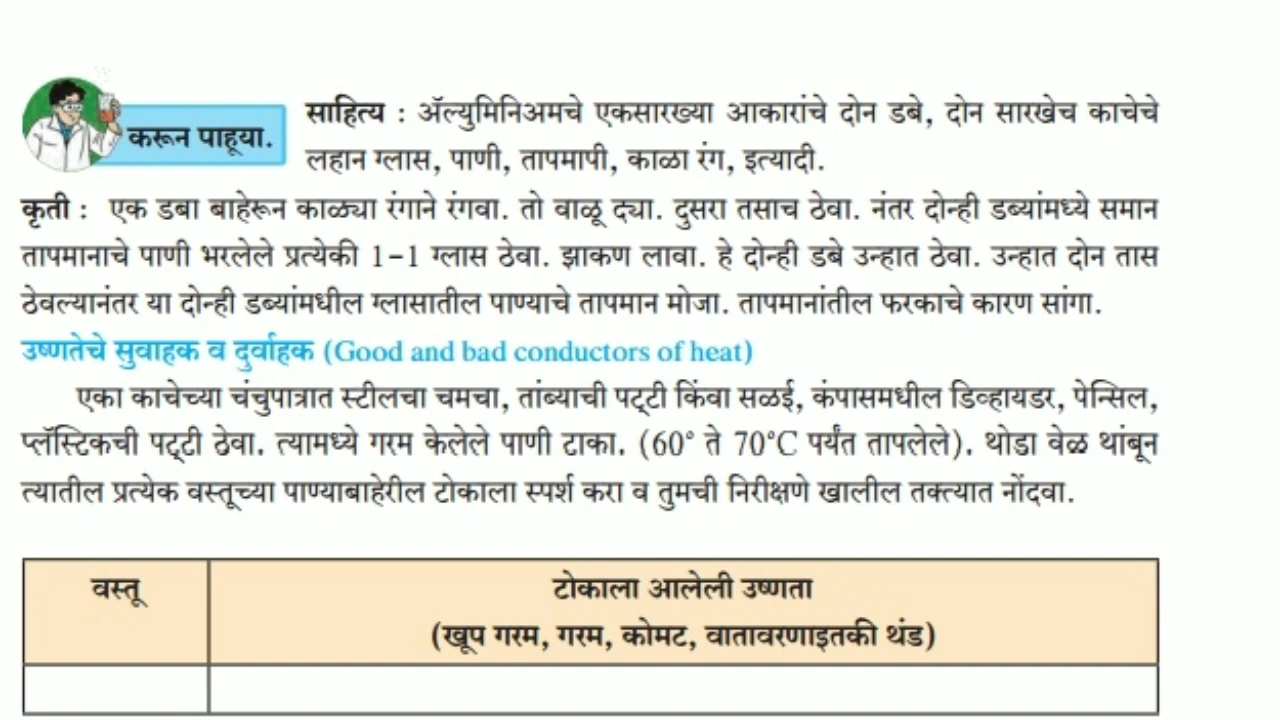 करून पाहूया.
साहित्य : ॲल्युमिनिअमचे एकसारख्या आकारांचे दोन डबे, दोन सारखेच काचेचे
लहान ग्लास, पाणी, तापमापी, काळा रंग, इत्यादी.
कृती : एक डबा बाहेरून काळ्या रंगाने रंगवा. तो वाळू द्या. दुसरा तसाच ठेवा. नंतर दोन्ही डब्यांमध्ये समान
तापमानाचे पाणी भरलेले प्रत्येकी 1-1 ग्लास ठेवा. झाकण लावा. हे दोन्ही डबे उन्हात ठेवा. उन्हात दोन तास
ठेवल्यानंतर या दोन्ही डब्यांमधील ग्लासातील पाण्याचे तापमान मोजा. तापमानांतील फरकाचे कारण सांगा.
उष्णतेचे सुवाहक व दुर्वाहक (Good and bad conductors of heat)
एका काचेच्या चंचुपात्रात स्टीलचा चमचा, तांब्याची पट्टी किंवा सळई, कंपासमधील डिव्हायडर, पेन्सिल,
प्लॅस्टिकची पट्टी ठेवा. त्यामध्ये गरम केलेले पाणी टाका. (60° ते 70°C पर्यंत तापलेले). थोडा वेळ थांबून
त्यातील प्रत्येक वस्तूच्या पाण्याबाहेरील टोकाला स्पर्श करा व तुमची निरीक्षणे खालील तक्त्यात नोंदवा.
वस्तू
टोकाला आलेली उष्णता
(खूप गरम, गरम, कोमट, वातावरणाइतकी थंड)